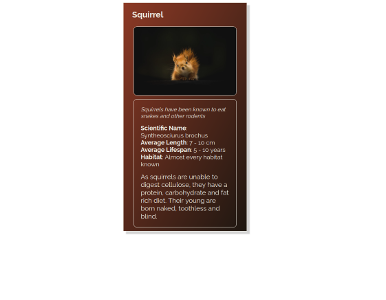 Squirrel
Squirrels have been known to eat
snakes and other rodents
Scientific Name:
Syntheosciurus brochus
Average Length: 7 - 10 cm
Average Lifespan: 5 - 10 years
Habitat: Almost every habitat
known
As squirrels are unable to
digest cellulose, they have a
protein, carbohydrate and fat
rich diet. Their young are
born naked, toothless and
blind.